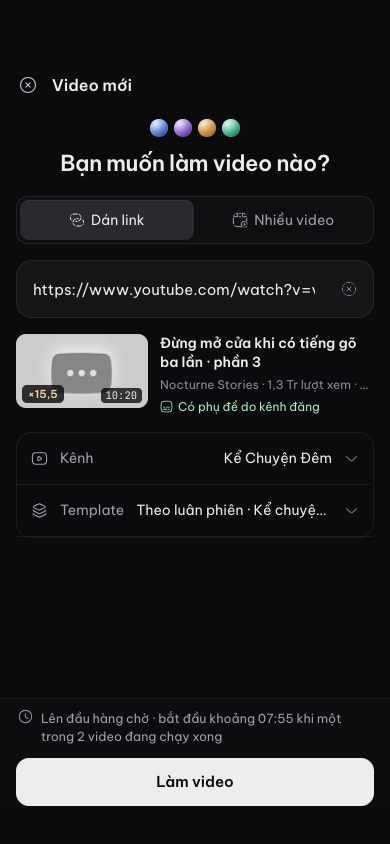 Video mới
Bạn muốn làm video nào?
Dán link
Nhiều video
https://www.youtube.com/watch?v=
×15,5
10:20
Đừng mở cửa khi có tiếng gõ
ba lần · phần 3
Nocturne Stories · 1,3 Tr lượt xem · ...
Có phụ đề do kênh đăng
Kênh
Kể Chuyện Đêm
Template
Theo luân phiên · Kể chuyệ...
Lên đầu hàng chờ · bắt đầu khoảng 07:55 khi một
trong 2 video đang chạy xong
Làm video